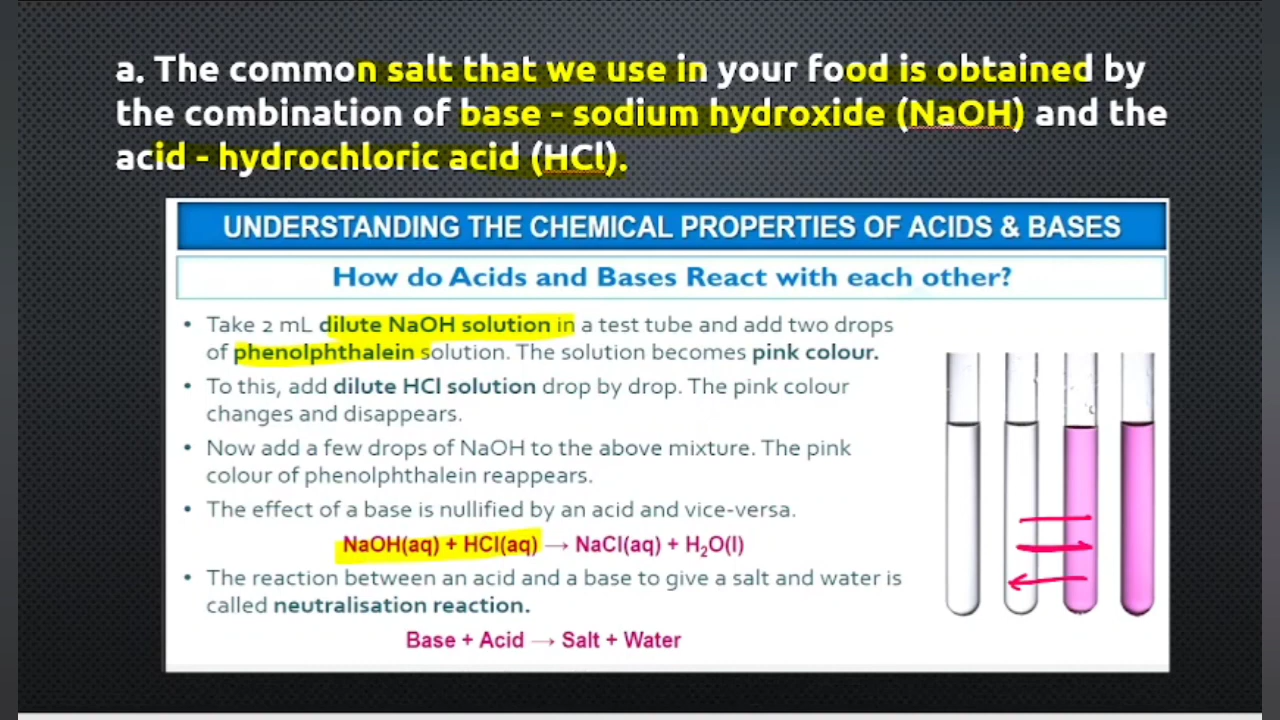 a. The common salt that we use in your food is obtained by
the combination of base - sodium hydroxide (NaOH) and the
acid - hydrochloric acid (HCl).
UNDERSTANDING THE CHEMICAL PROPERTIES OF ACIDS & BASES
How do Acids and Bases React with each other?
• Take 2 mL dilute NaOH solution in a test tube and add two drops
of phenolphthalein solution. The solution becomes pink colour.
• To this, add dilute HCl solution drop by drop. The pink colour
changes and disappears.
• Now add a few drops of NaOH to the above mixture. The pink
colour of phenolphthalein reappears.
• The effect of a base is nullified by an acid and vice-versa.
NaOH(aq) + HCl(aq) → NaCl(aq) + H₂O(l)
• The reaction between an acid and a base to give a salt and water is
called neutralisation reaction.
Base + Acid → Salt + Water